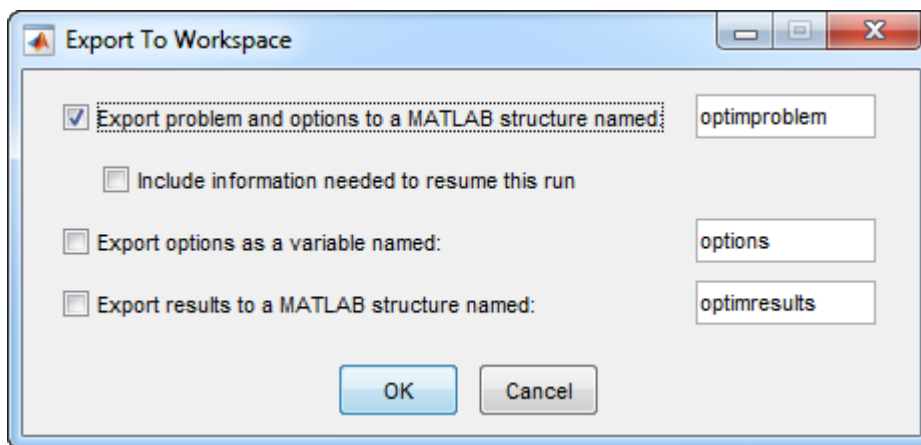 Export To Workspace
Export problem and options to a MATLAB structure named: optimproblem
Include information needed to resume this run
Export options as a variable named: options
Export results to a MATLAB structure named: optimresults
OK Cancel